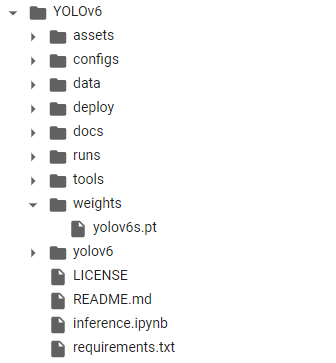 YOLOv6
assets
configs
data
deploy
docs
runs
tools
weights
yolov6s.pt
yolov6
LICENSE
README.md
inference.ipynb
requirements.txt